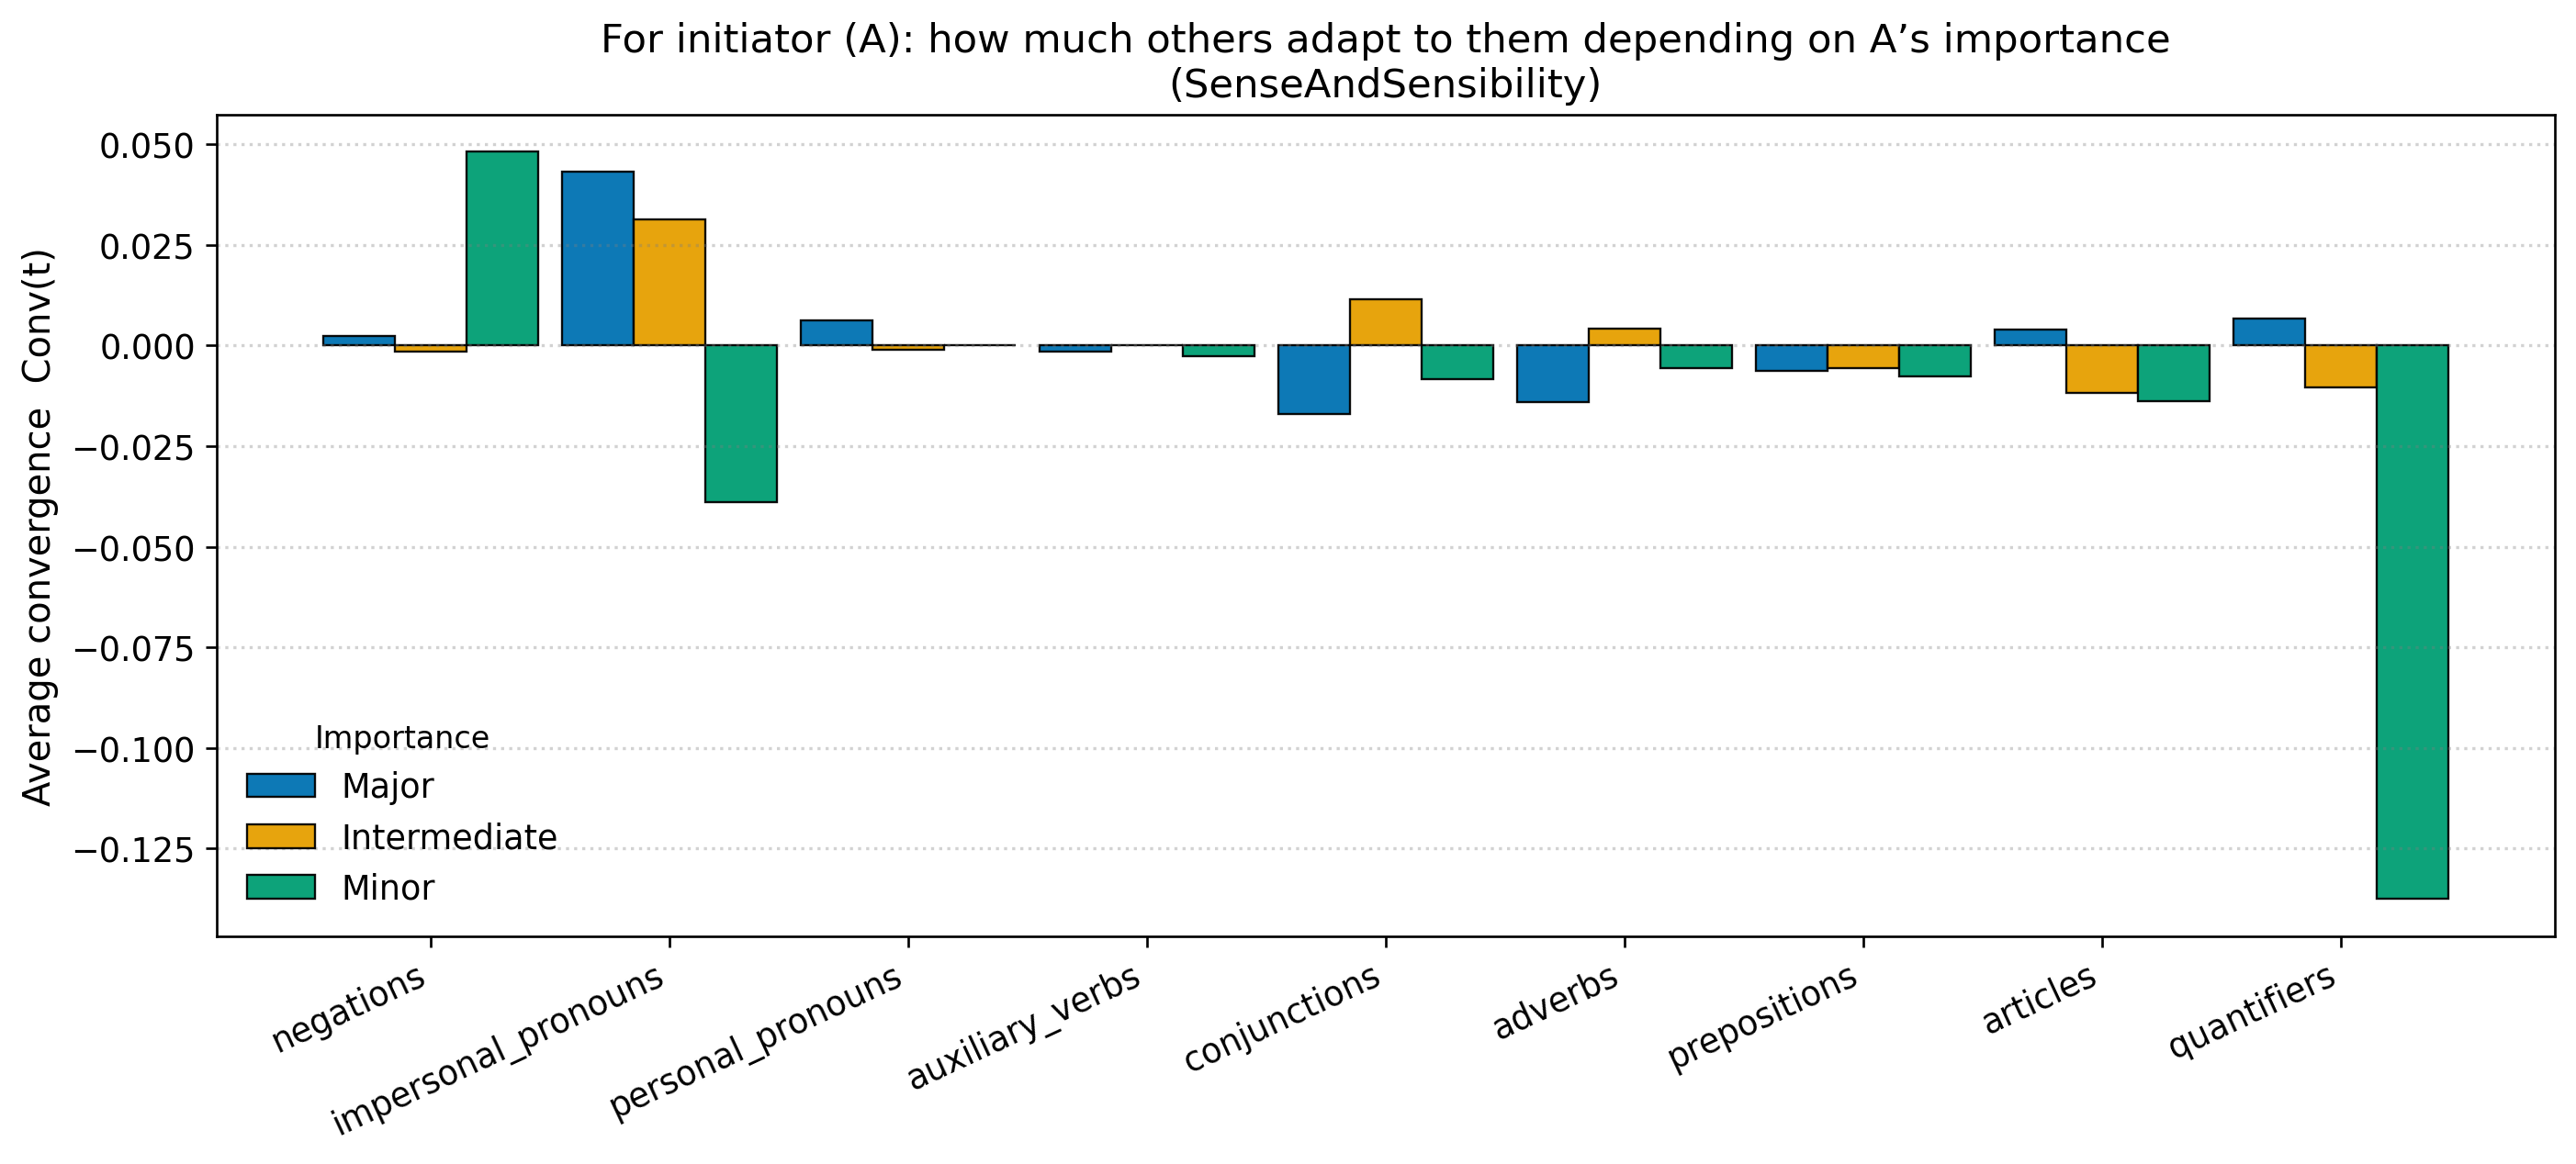 For initiator (A): how much others adapt to them depending on A’s importance
(SenseAndSensibility)
Average convergence  Conv(t)
0.050
0.025
0.000
−0.025
−0.050
−0.075
−0.100
−0.125
Importance
Major
Intermediate
Minor
negations
impersonal_pronouns
personal_pronouns
auxiliary_verbs
conjunctions
adverbs
prepositions
articles
quantifiers